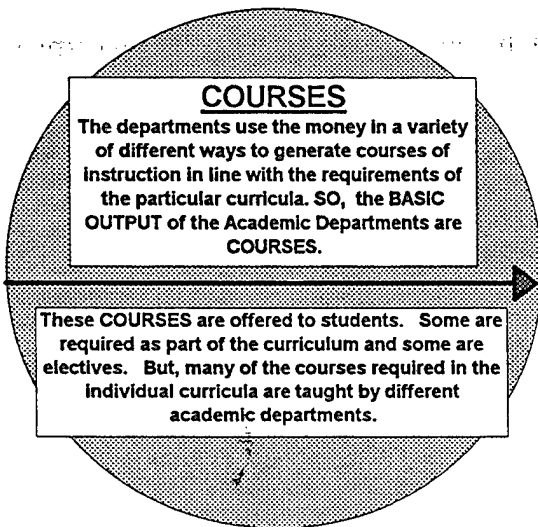 COURSES
The departments use the money in a variety
of different ways to generate courses of
instruction in line with the requirements of
the particular curricula. SO, the BASIC
OUTPUT of the Academic Departments are
COURSES.
These COURSES are offered to students. Some are
required as part of the curriculum and some are
electives. But, many of the courses required in the
individual curricula are taught by different
academic departments.